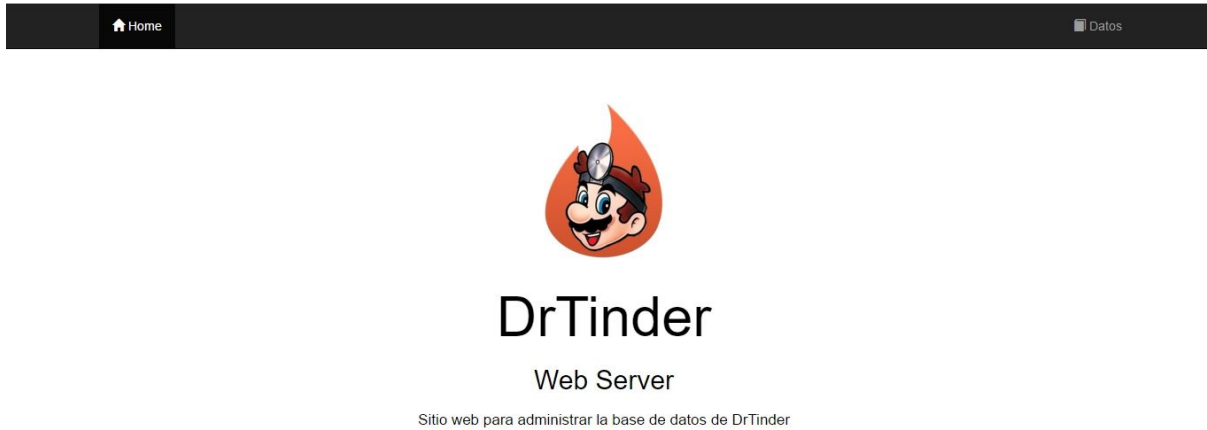 Home
Datos
DrTinder
Web Server
Sitio web para administrar la base de datos de DrTinder